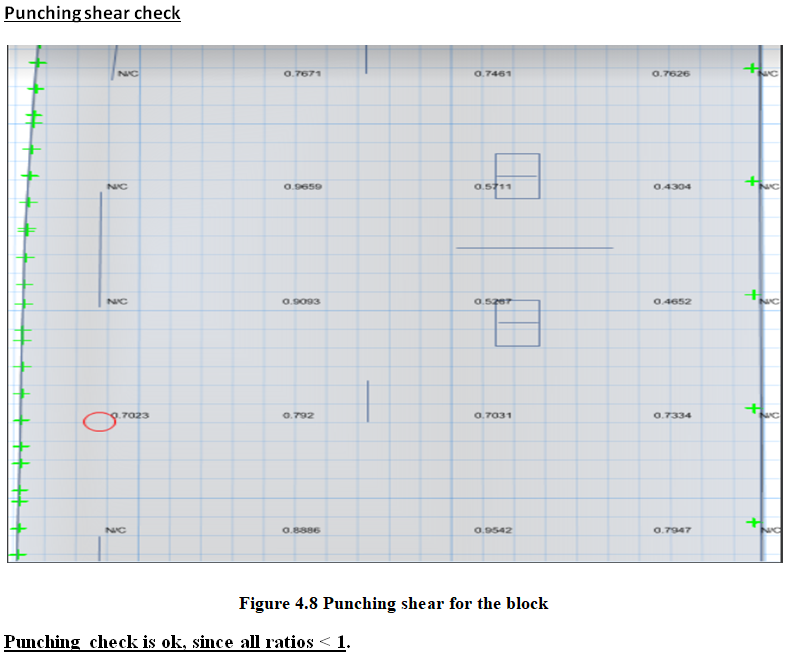 Punching shear check
N/C 0.7671 0.7461 0.7626 N/C
N/C 0.9659 0.5711 0.4304 N/C
N/C 0.9093 0.5287 0.4652 N/C
0.7023 0.792 0.7031 0.7334 N/C
N/C 0.8886 0.9542 0.7947 N/C
Figure 4.8 Punching shear for the block
Punching check is ok, since all ratios < 1.